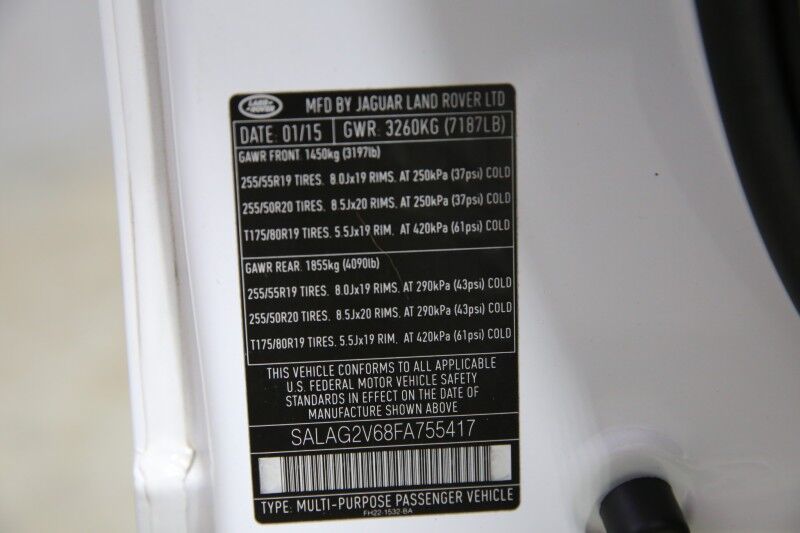 LAND ROVER MFD BY JAGUAR LAND ROVER LTD
DATE: 01/15 GWR: 3260KG (7187LB)
GAWR FRONT 1450kg (3197lb)
255/55R19 TIRES. 8.0Jx19 RIMS. AT 250kPa (37psi) COLD
255/50R20 TIRES. 8.5Jx20 RIMS. AT 250kPa (37psi) COLD
T175/80R19 TIRES. 5.5Jx19 RIM. AT 420kPa (61psi) COLD
GAWR REAR 1855kg (4090lb)
255/55R19 TIRES. 8.0Jx19 RIMS. AT 290kPa (43psi) COLD
255/50R20 TIRES. 8.5Jx20 RIMS. AT 290kPa (43psi) COLD
T175/80R19 TIRES. 5.5Jx19 RIM. AT 420kPa (61psi) COLD
THIS VEHICLE CONFORMS TO ALL APPLICABLE
U.S. FEDERAL MOTOR VEHICLE SAFETY
STANDARDS IN EFFECT ON THE DATE OF
MANUFACTURE SHOWN ABOVE
SALAG2V68FA755417
TYPE: MULTI-PURPOSE PASSENGER VEHICLE
FH22-1532-BA